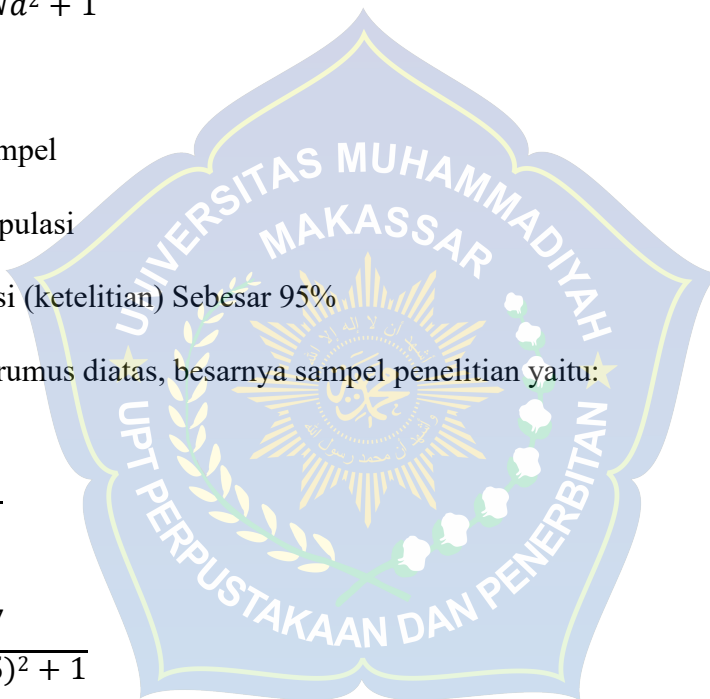 d² + 1
mpel
pulasi
si (ketelitian) Sebesar 95%
rumus diatas, besarnya sampel penelitian yaitu:
)² + 1
UNIVERSITAS MUHAMMADIYAH
MAKASSAR
UPT PERPUSTAKAAN DAN PENERBITAN